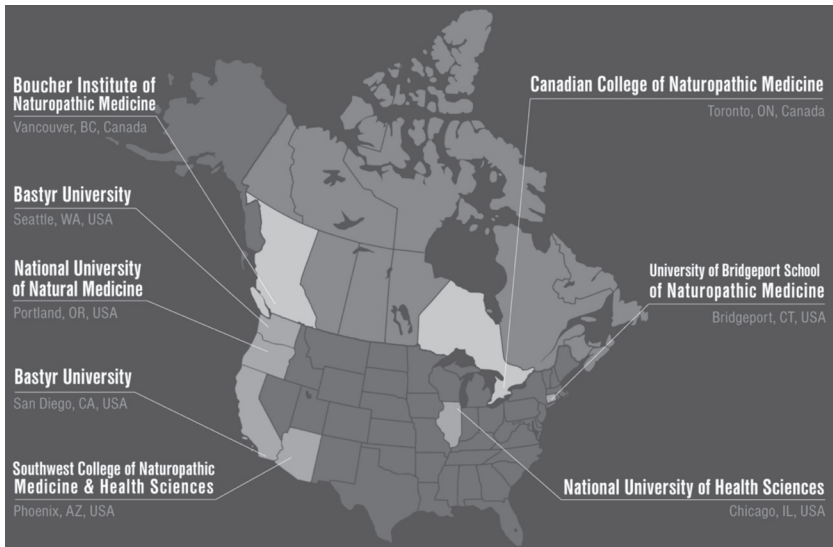 Boucher Institute of
Naturopathic Medicine
Vancouver, BC, Canada
Bastyr University
Seattle, WA, USA
National University
of Natural Medicine
Portland, OR, USA
Bastyr University
San Diego, CA, USA
Southwest College of Naturopathic
Medicine & Health Sciences
Phoenix, AZ, USA
Canadian College of Naturopathic Medicine
Toronto, ON, Canada
University of Bridgeport School
of Naturopathic Medicine
Bridgeport, CT, USA
National University of Health Sciences
Chicago, IL, USA